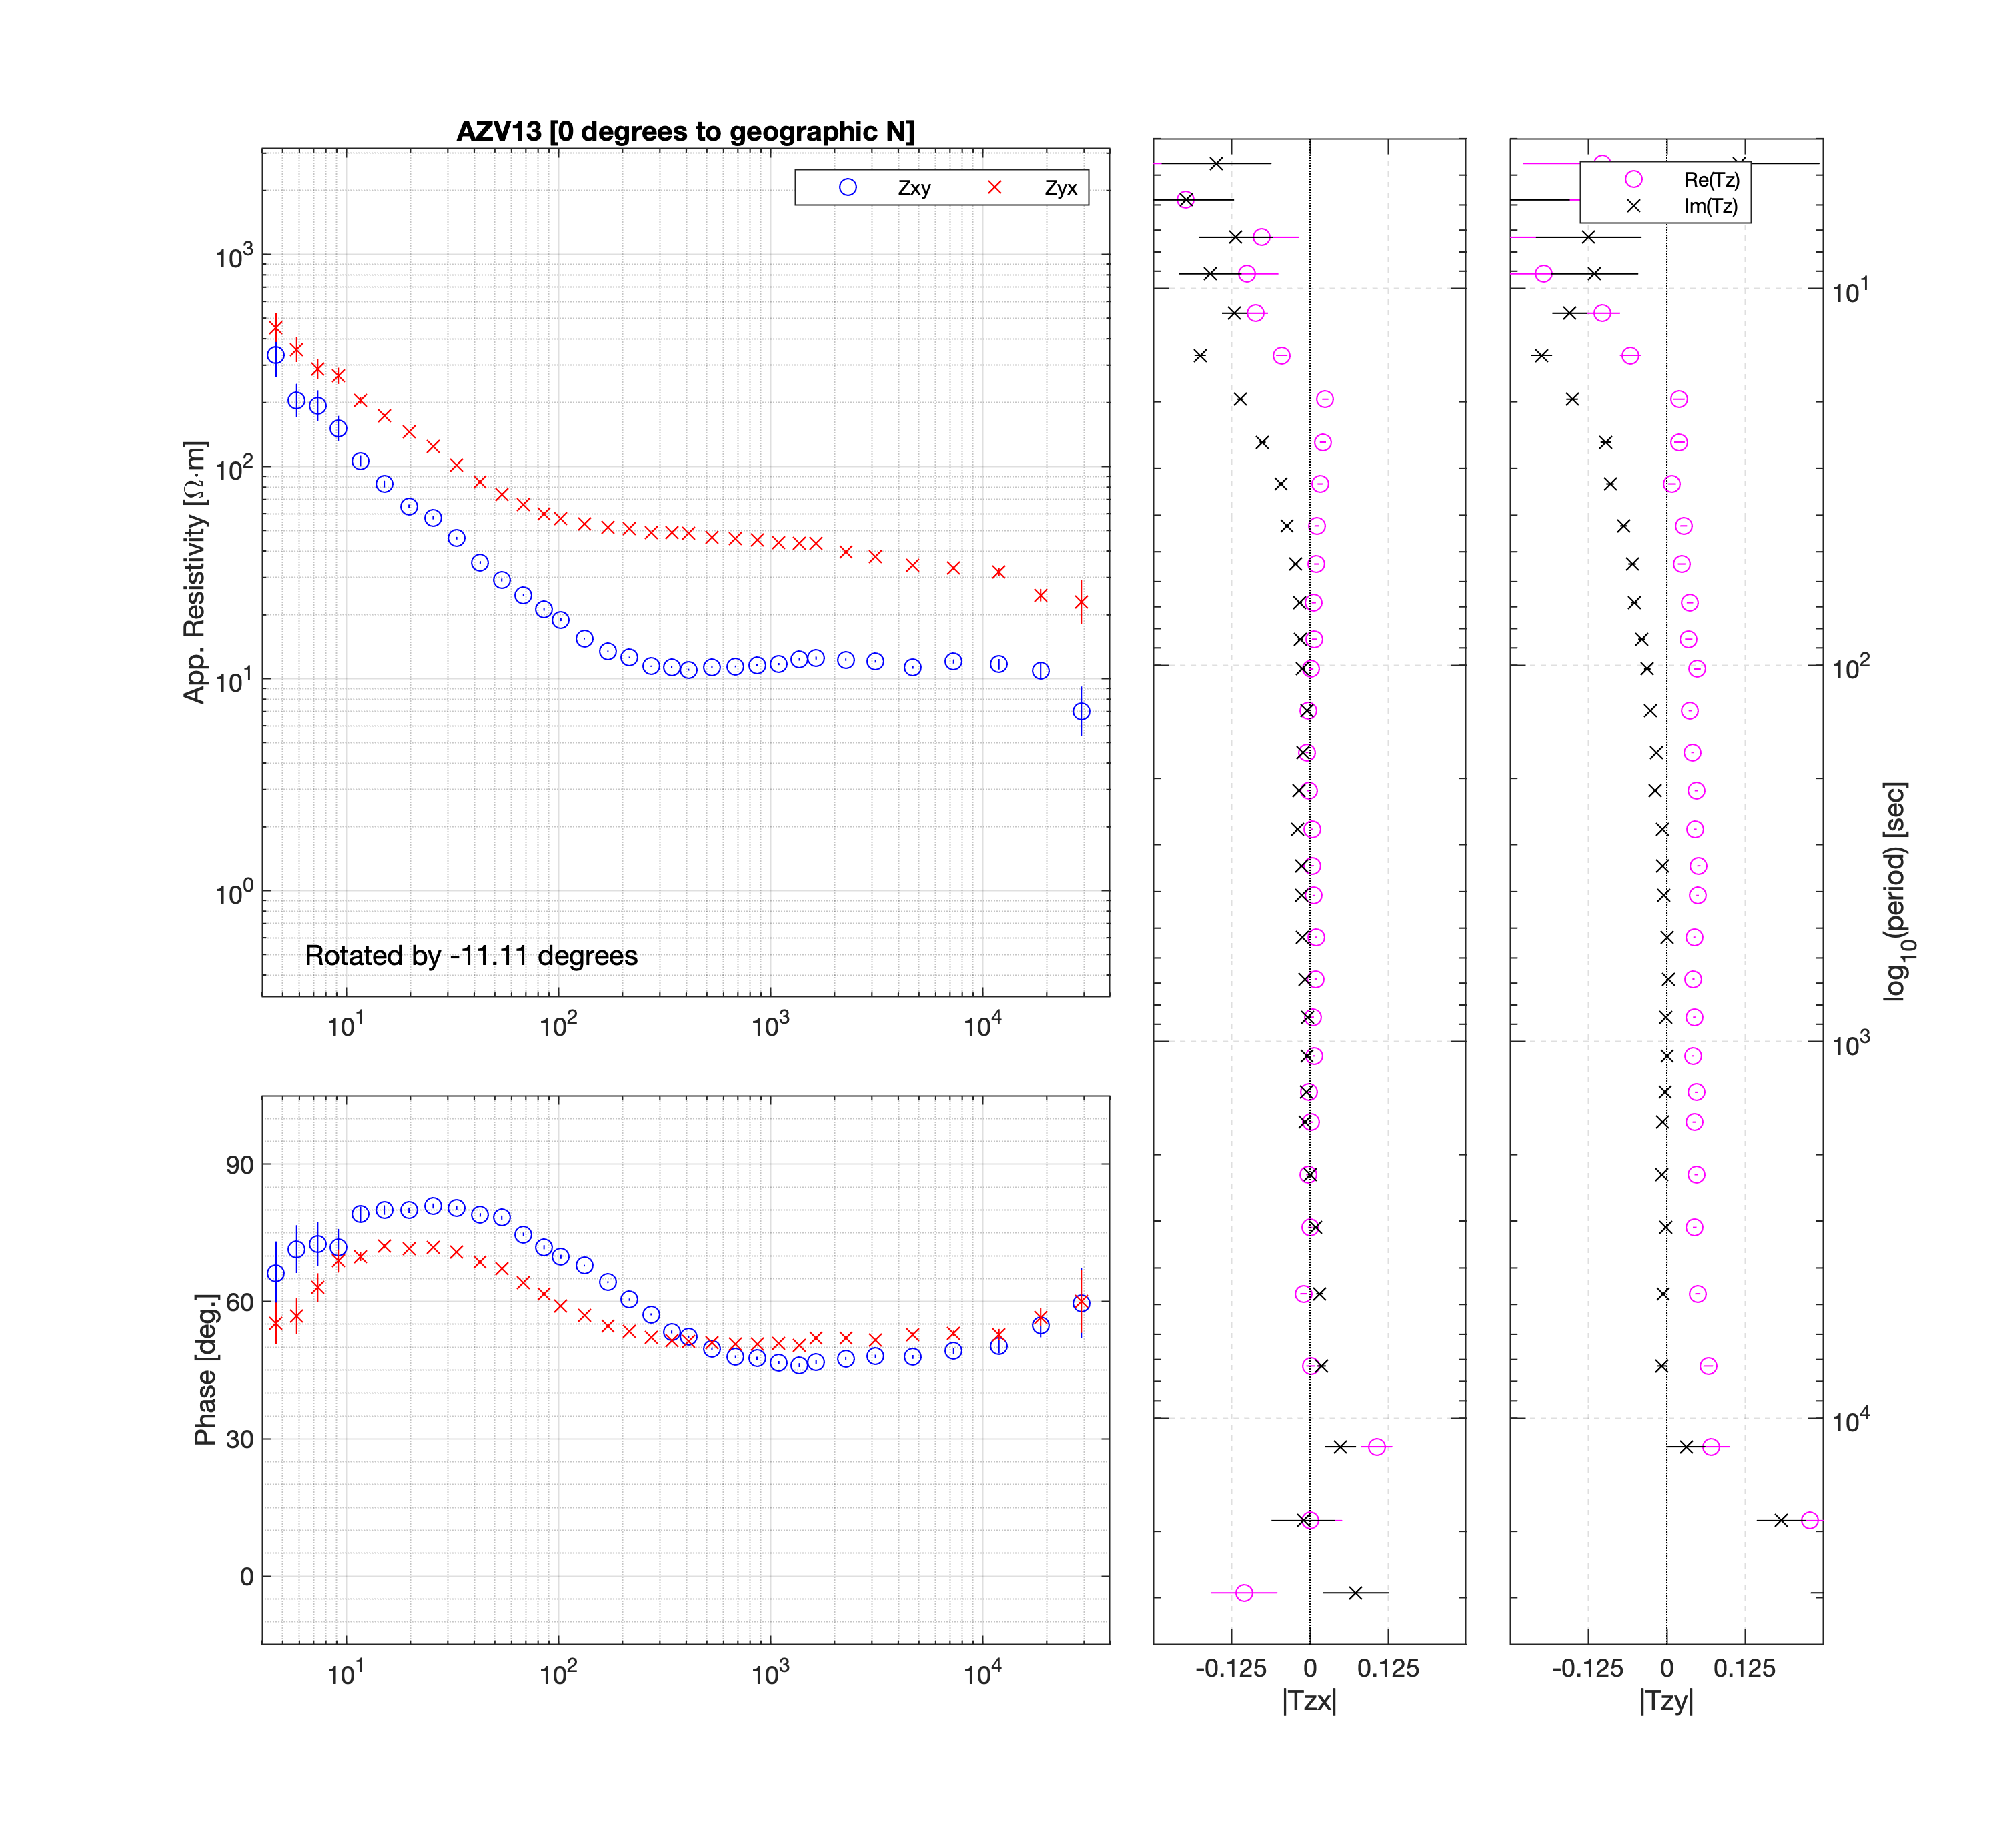 AZV13 [0 degrees to geographic N]
Zxy Zyx
App. Resistivity [Ω·m]
10³
10²
10¹
10⁰
Rotated by -11.11 degrees
10¹ 10² 10³ 10⁴
Phase [deg.]
90
60
30
0
10¹ 10² 10³ 10⁴
-0.125 0 0.125
|Tzx|
Re(Tz)
Im(Tz)
-0.125 0 0.125
|Tzy|
10¹
10²
10³
10⁴
log₁₀(period) [sec]